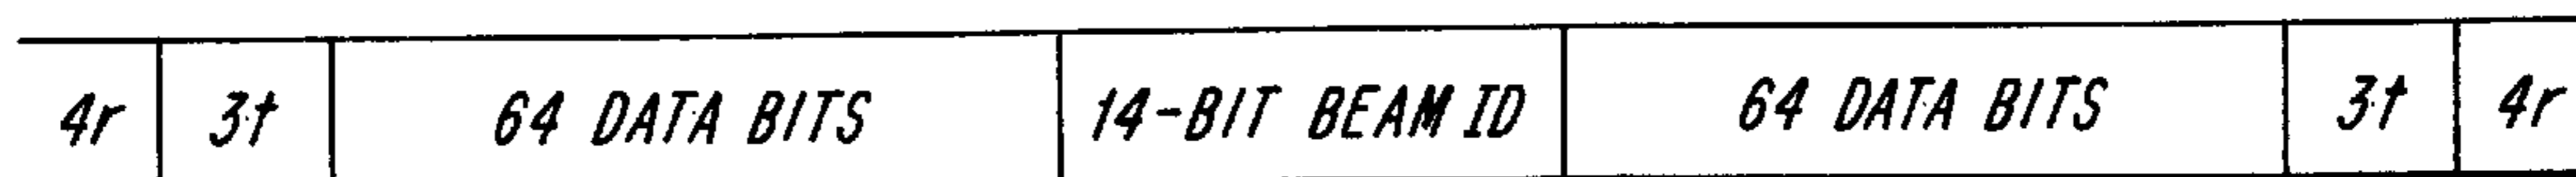 4r 3t 64 DATA BITS 14-BIT BEAM ID 64 DATA BITS 3t 4r